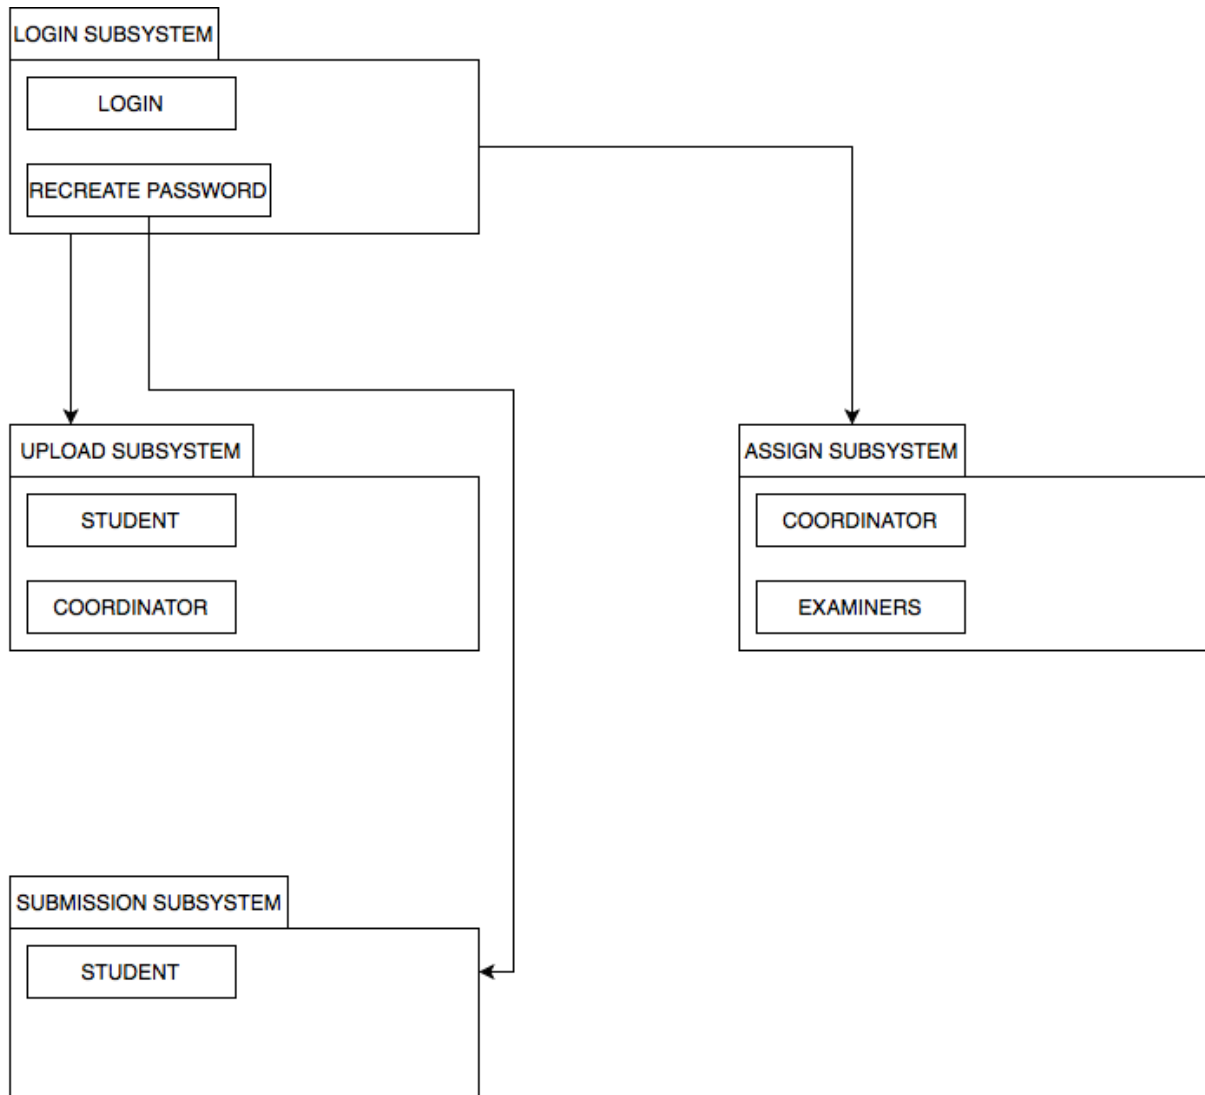 LOGIN SUBSYSTEM
LOGIN
RECREATE PASSWORD
UPLOAD SUBSYSTEM
STUDENT
COORDINATOR
ASSIGN SUBSYSTEM
COORDINATOR
EXAMINERS
SUBMISSION SUBSYSTEM
STUDENT